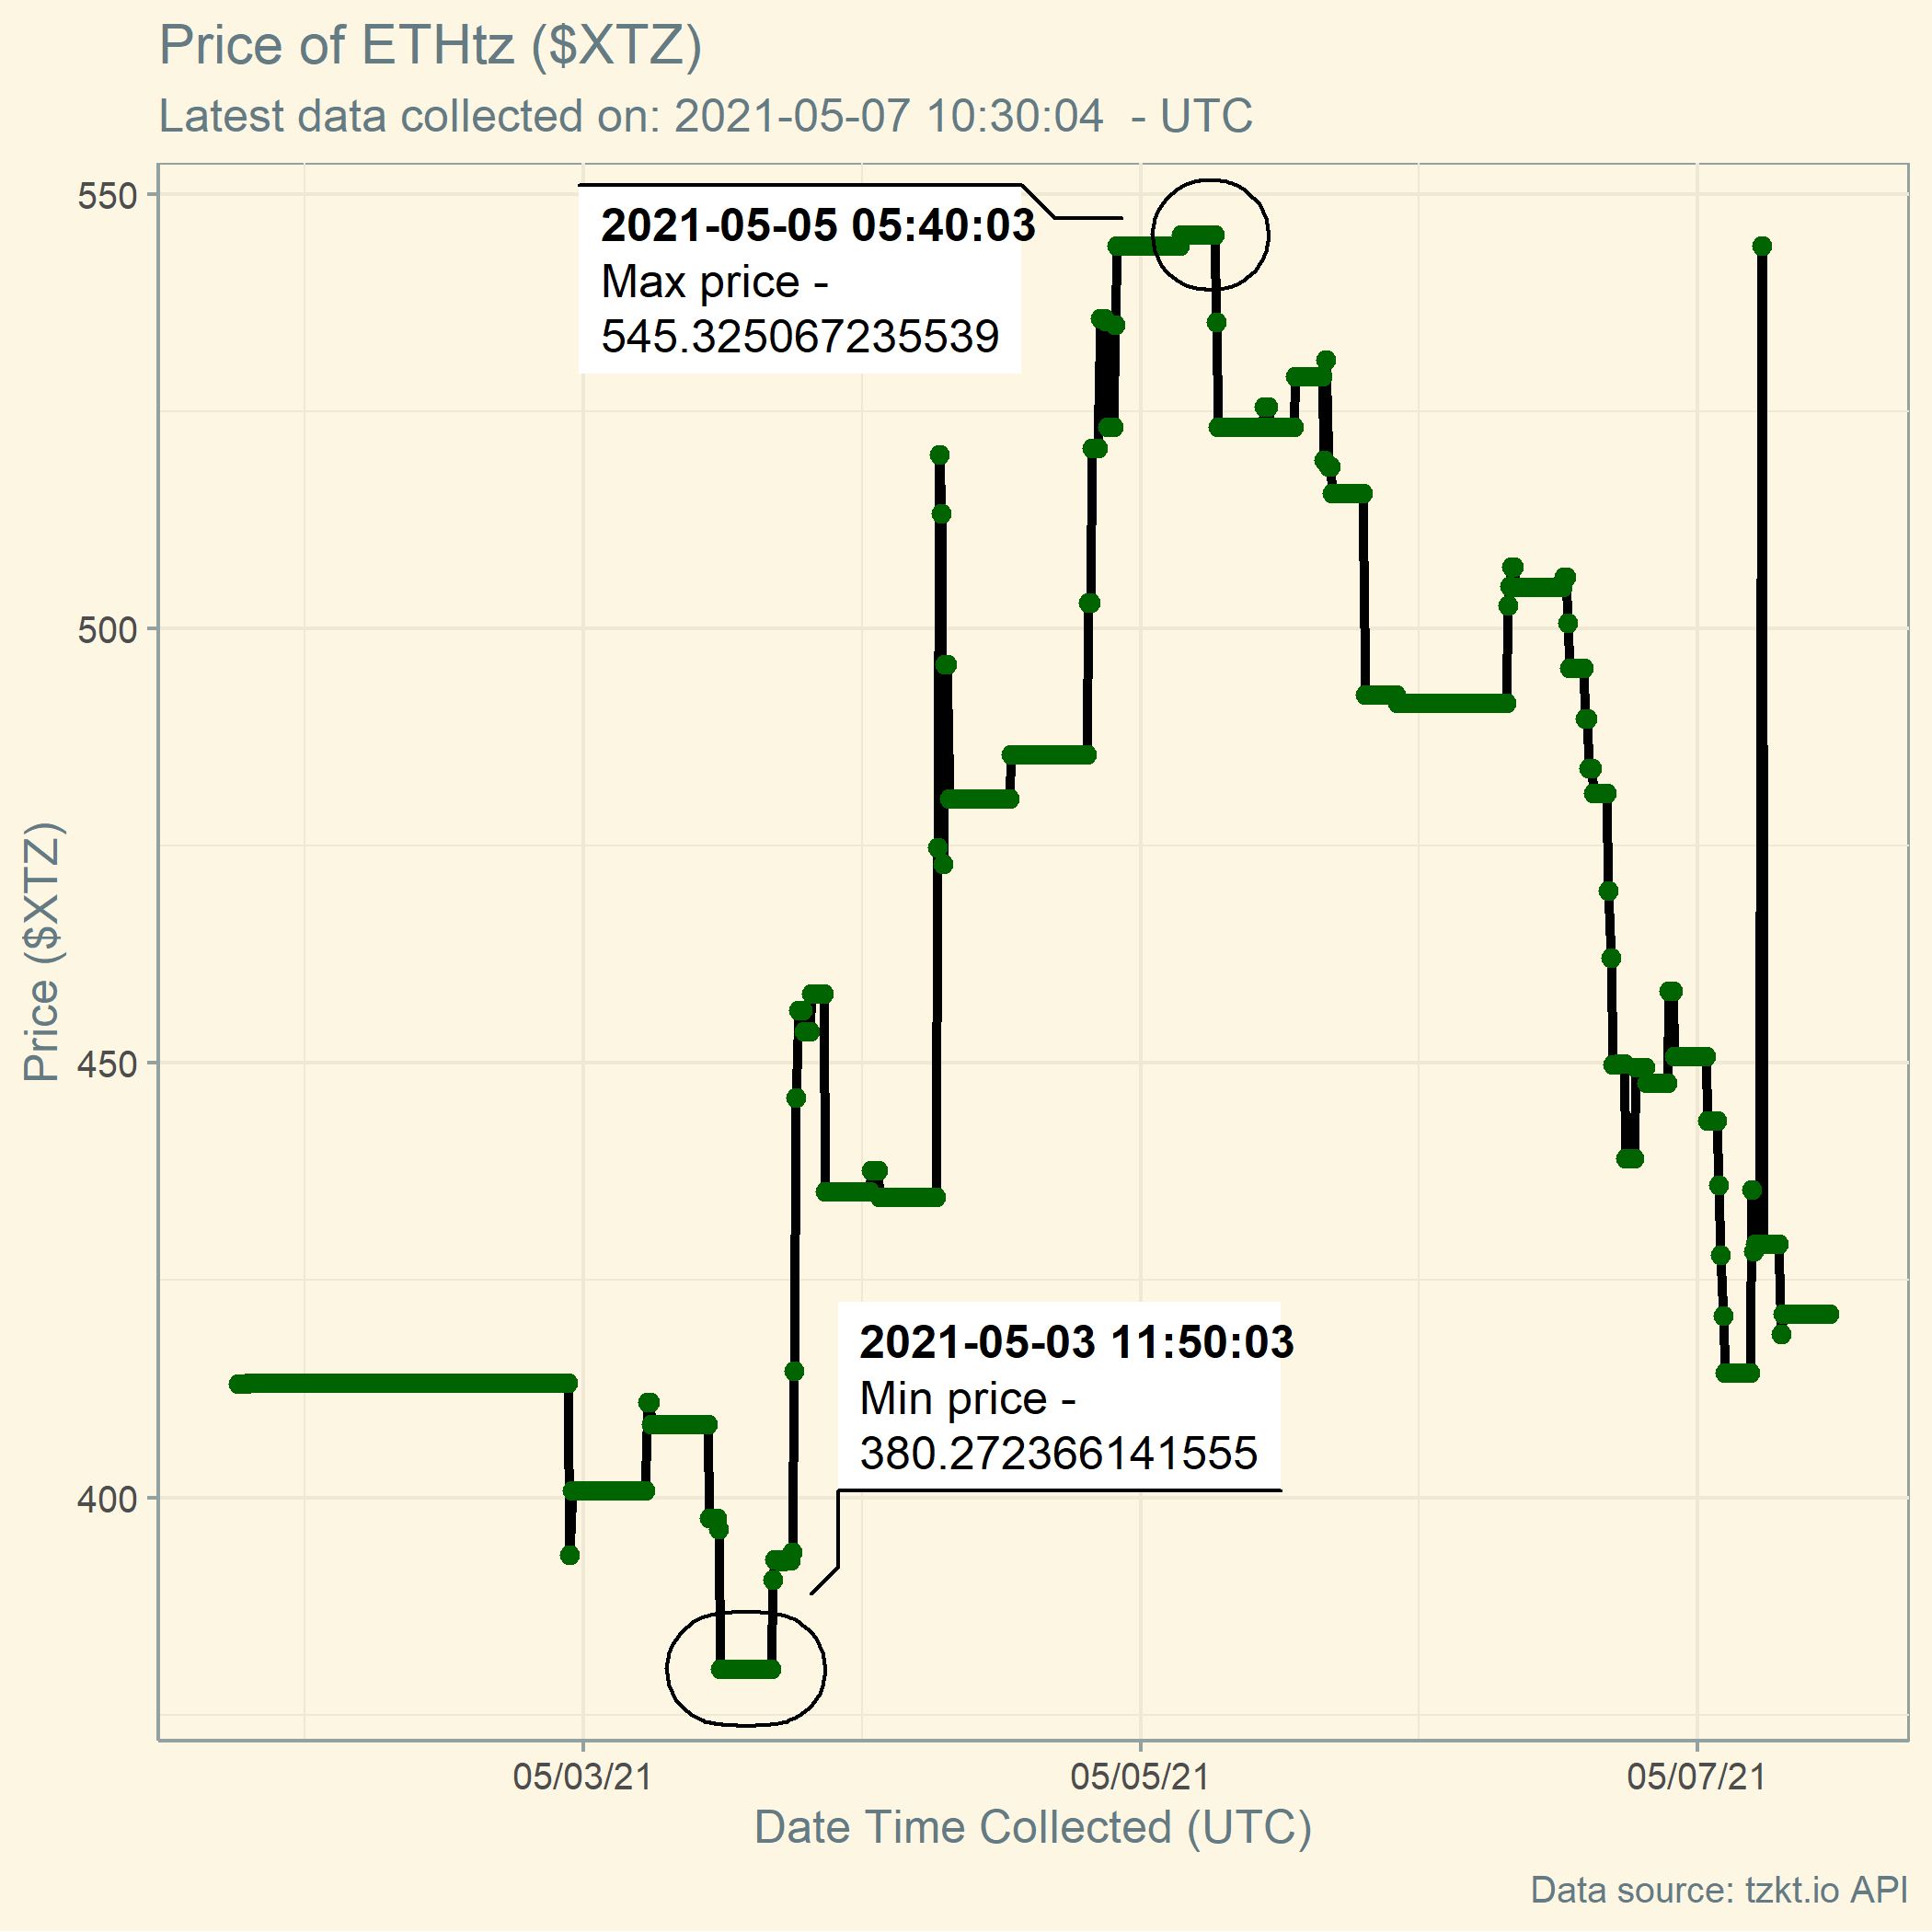 Price of ETHtz ($XTZ)
Latest data collected on: 2021-05-07 10:30:04  - UTC
550
500
450
400
Price ($XTZ)
2021-05-05 05:40:03
Max price -
545.325067235539
2021-05-03 11:50:03
Min price -
380.272366141555
05/03/21
05/05/21
05/07/21
Date Time Collected (UTC)
Data source: tzkt.io API